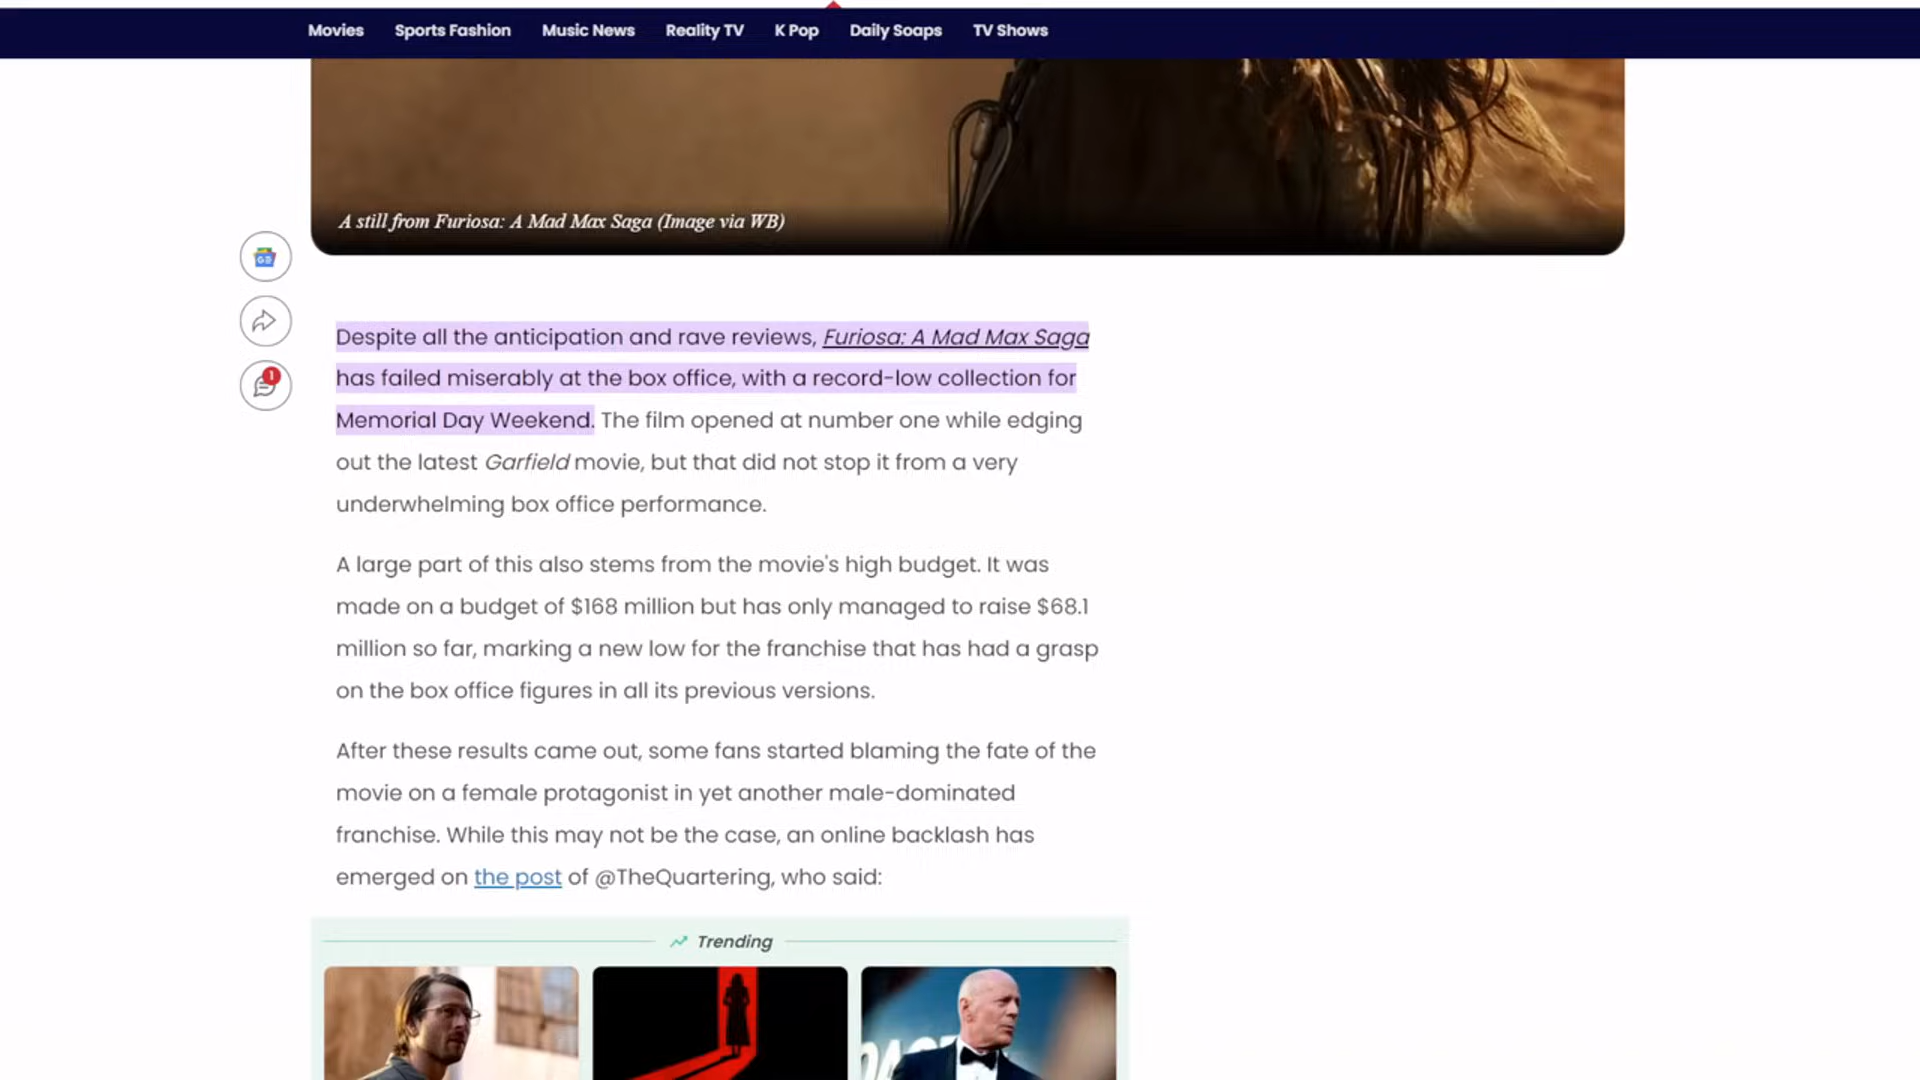 Movies Sports Fashion Music News Reality TV K Pop Daily Soaps TV Shows
A still from Furiosa: A Mad Max Saga (Image via WB)
1
Despite all the anticipation and rave reviews, Furiosa: A Mad Max Saga
has failed miserably at the box office, with a record-low collection for
Memorial Day Weekend. The film opened at number one while edging
out the latest Garfield movie, but that did not stop it from a very
underwhelming box office performance.
A large part of this also stems from the movie's high budget. It was
made on a budget of $168 million but has only managed to raise $68.1
million so far, marking a new low for the franchise that has had a grasp
on the box office figures in all its previous versions.
After these results came out, some fans started blaming the fate of the
movie on a female protagonist in yet another male-dominated
franchise. While this may not be the case, an online backlash has
emerged on the post of @TheQuartering, who said:
Trending